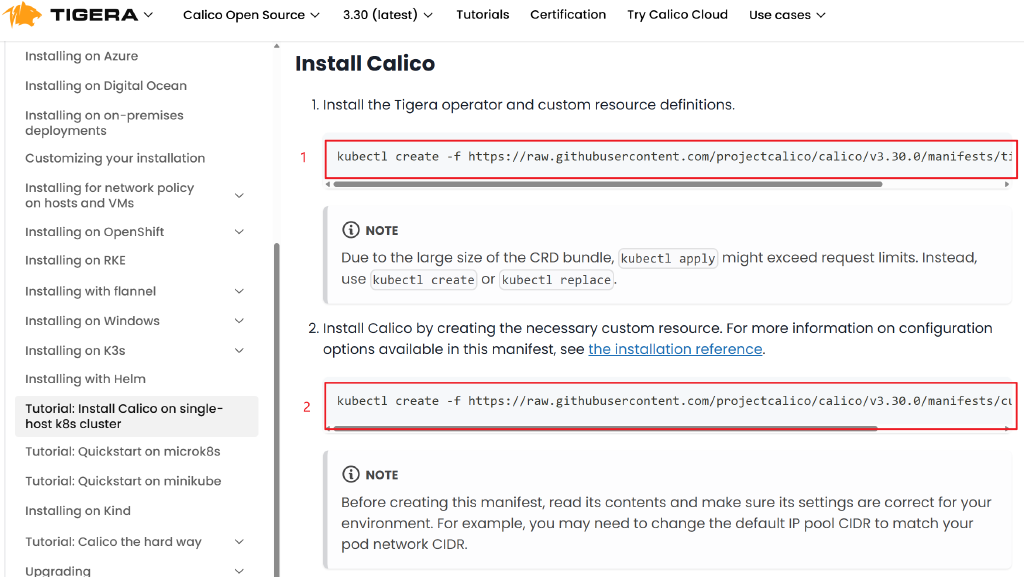 TIGERA
Calico Open Source
3.30 (latest)
Tutorials
Certification
Try Calico Cloud
Use cases
Installing on Azure
Installing on Digital Ocean
Installing on on-premises
deployments
Customizing your installation
Installing for network policy
on hosts and VMs
Installing on OpenShift
Installing on RKE
Installing with flannel
Installing on Windows
Installing on K3s
Installing with Helm
Tutorial: Install Calico on single-
host k8s cluster
Tutorial: Quickstart on microk8s
Tutorial: Quickstart on minikube
Installing on Kind
Tutorial: Calico the hard way
Upgrading
Install Calico
1. Install the Tigera operator and custom resource definitions.
1
kubectl create -f https://raw.githubusercontent.com/projectcalico/calico/v3.30.0/manifests/ti
NOTE
Due to the large size of the CRD bundle, kubectl apply might exceed request limits. Instead,
use kubectl create or kubectl replace.
2. Install Calico by creating the necessary custom resource. For more information on configuration
options available in this manifest, see the installation reference.
2
kubectl create -f https://raw.githubusercontent.com/projectcalico/calico/v3.30.0/manifests/cu
NOTE
Before creating this manifest, read its contents and make sure its settings are correct for your
environment. For example, you may need to change the default IP pool CIDR to match your
pod network CIDR.